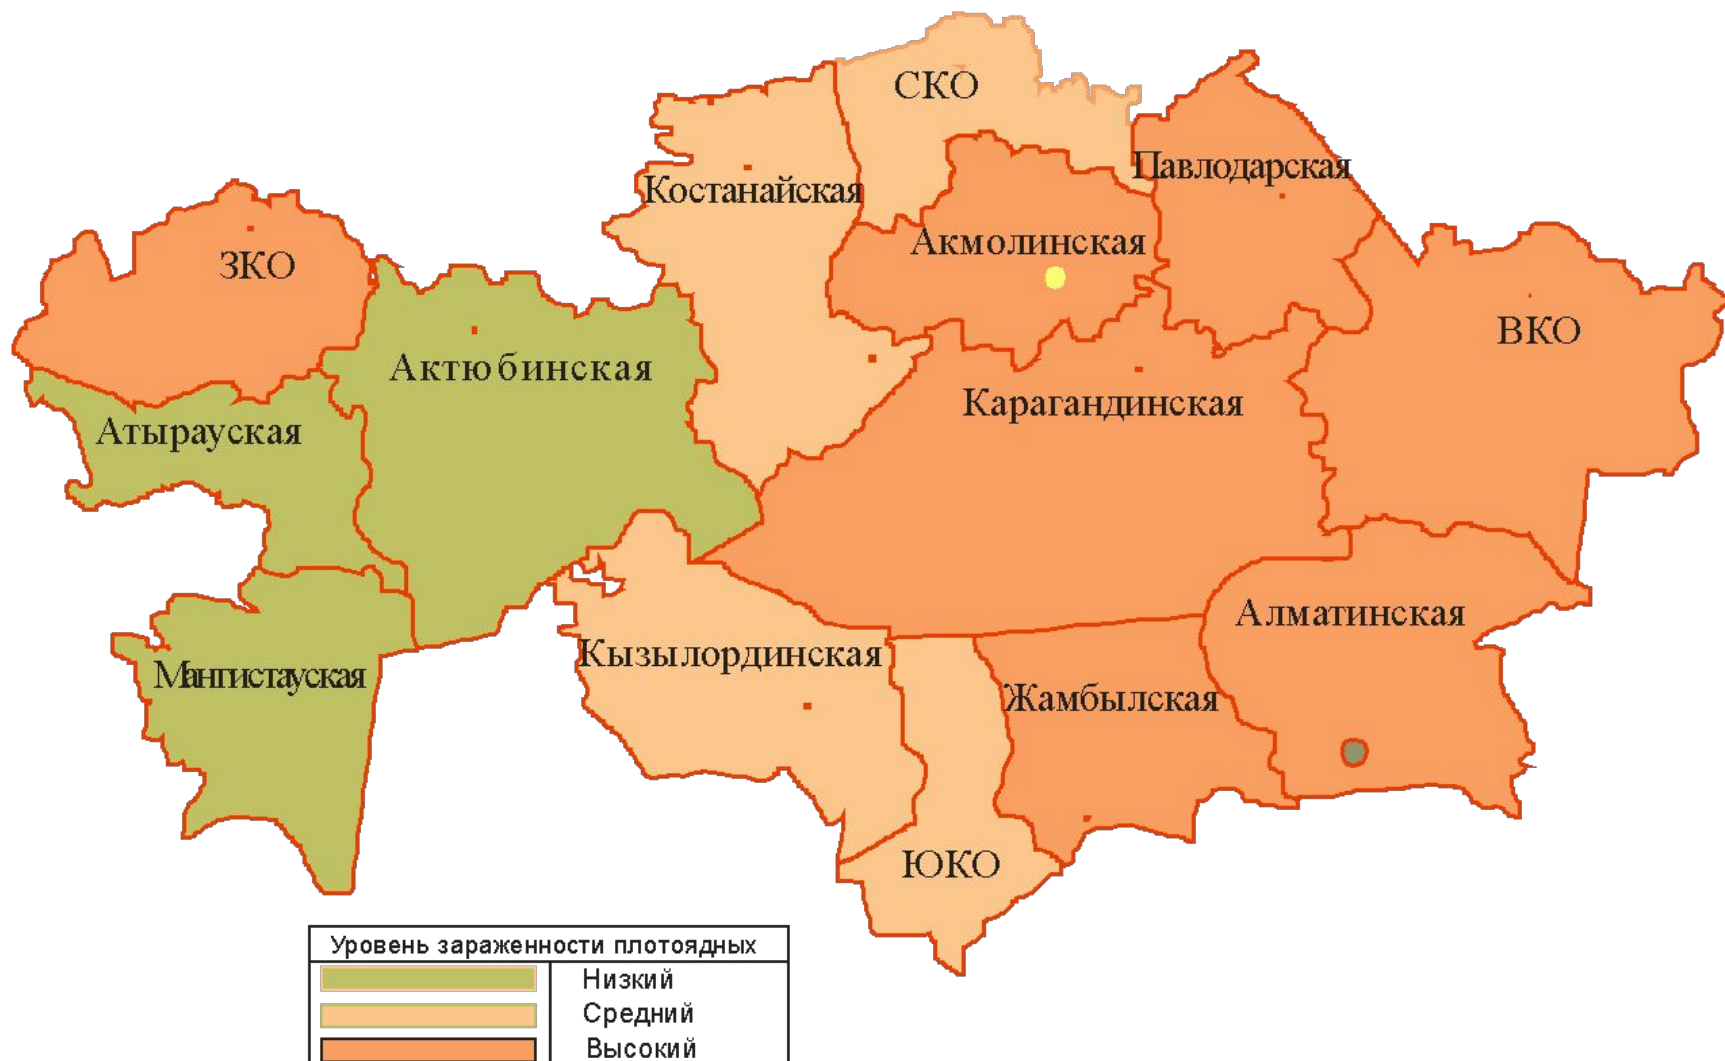 СКО
Павлодарская
Костанайская
Акмолинская
ЗКО
ВКО
Актюбинская
Карагандинская
Атырауская
Алматинская
Кызылординская
Мангистауская
Жамбылская
ЮКО
Уровень зараженности плотоядных
Низкий
Средний
Высокий